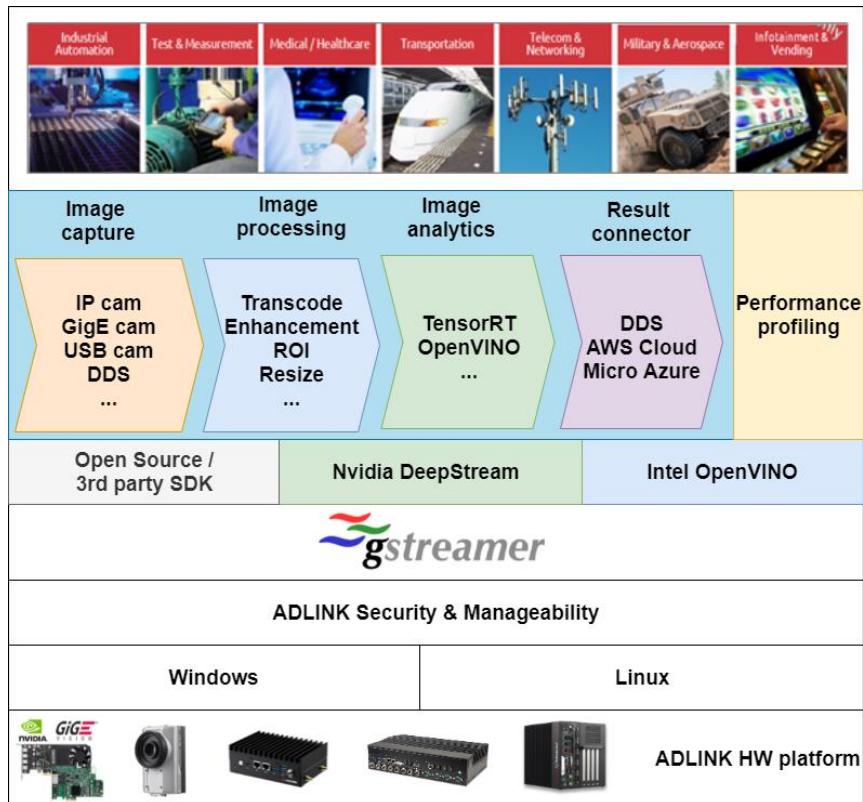 Industrial
Automation
Test & Measurement
Medical / Healthcare
Transportation
Telecom &
Networking
Military & Aerospace
Infotainment &
Vending
Image
capture
Image
processing
Image
analytics
Result
connector
IP cam
GigE cam
USB cam
DDS
...
Transcode
Enhancement
ROI
Resize
...
TensorRT
OpenVINO
...
DDS
AWS Cloud
Micro Azure
Performance
profiling
Open Source /
3rd party SDK
Nvidia DeepStream
Intel OpenVINO
gstreamer
ADLINK Security & Manageability
Windows
Linux
NVIDIA
GiGE
VISION
ADLINK HW platform